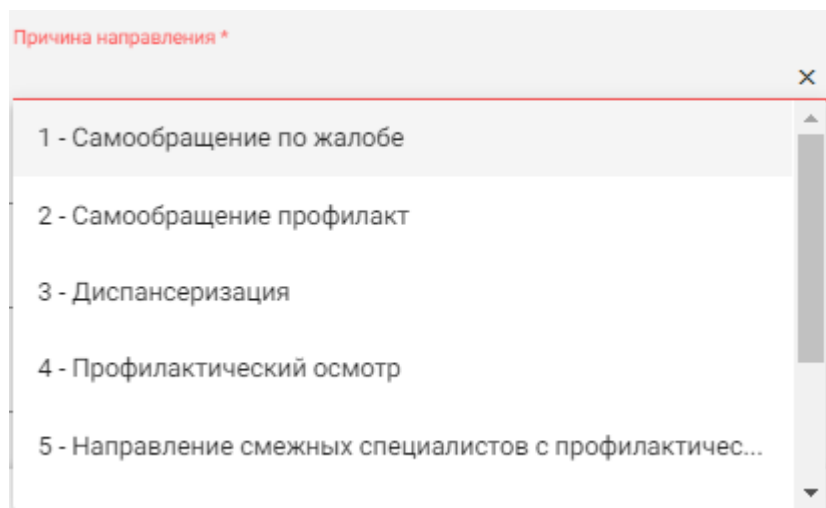 Причина направления *
1 - Самообращение по жалобе
2 - Самообращение профилакт
3 - Диспансеризация
4 - Профилактический осмотр
5 - Направление смежных специалистов с профилактичес...